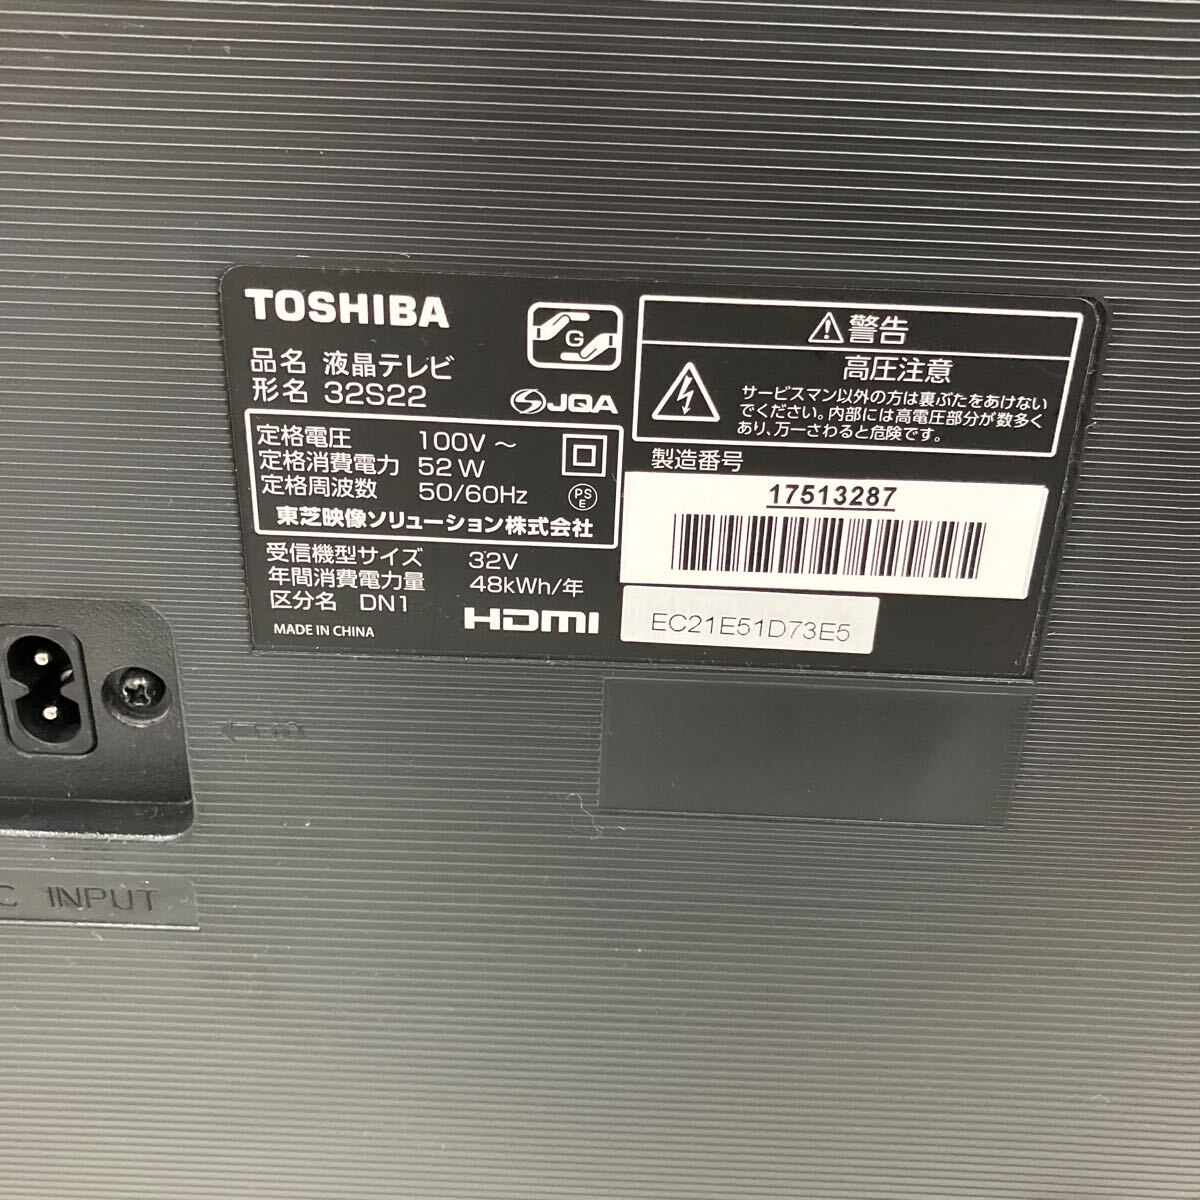 TOSHIBA
品名 液晶テレビ
形名 32S22
G
JQA
定格電圧 100V ～
定格消費電力 52W
定格周波数 50/60Hz
PS
E
東芝映像ソリューション株式会社
受信機型サイズ 32V
年間消費電力量 48kWh/年
区分名 DN1
MADE IN CHINA
HDMI
⚠警告
高圧注意
サービスマン以外の方は裏ぶたをあけない
でください。内部には高電圧部分が数多く
あり、万一さわると危険です。
製造番号
17513287
EC21E51D73E5
C INPUT